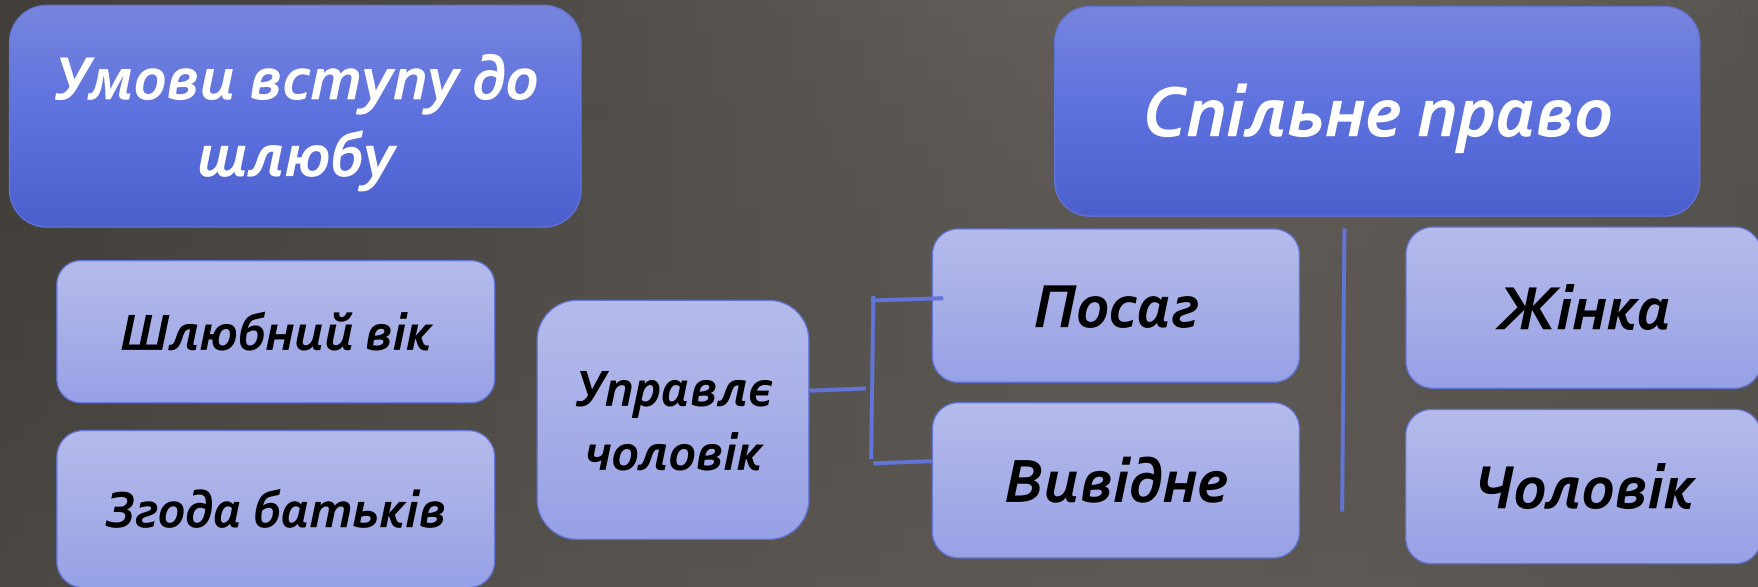 Умови вступу до
шлюбу
Шлюбний вік
Згода батьків
Управлє
чоловік
Спільне право
Посаг
Вивідне
Жінка
Чоловік